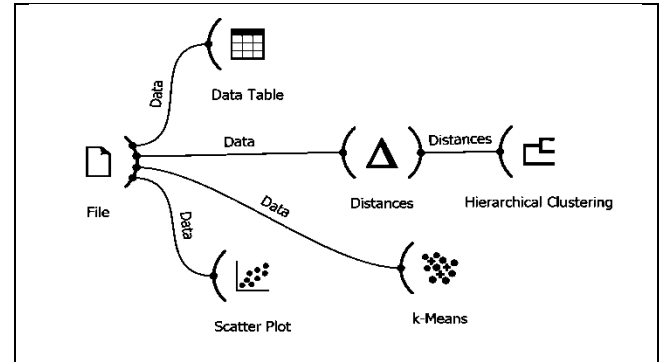 Data
Data Table
Data
Distances
File
Distances
Hierarchical Clustering
Data
Data
Scatter Plot
k-Means